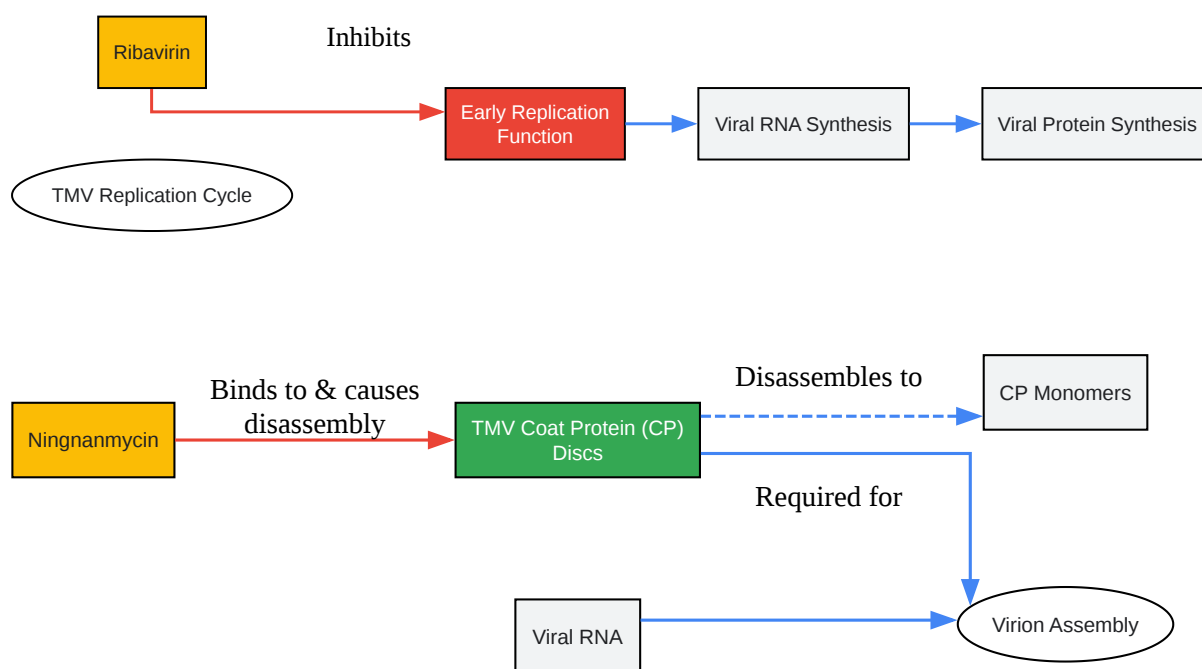 Inhibits
Ribavirin
Early Replication
Function
Viral RNA Synthesis
Viral Protein Synthesis
TMV Replication Cycle
Binds to & causes
disassembly
Disassembles to
CP Monomers
Ningnanmycin
TMV Coat Protein (CP)
Discs
Required for
Viral RNA
Virion Assembly